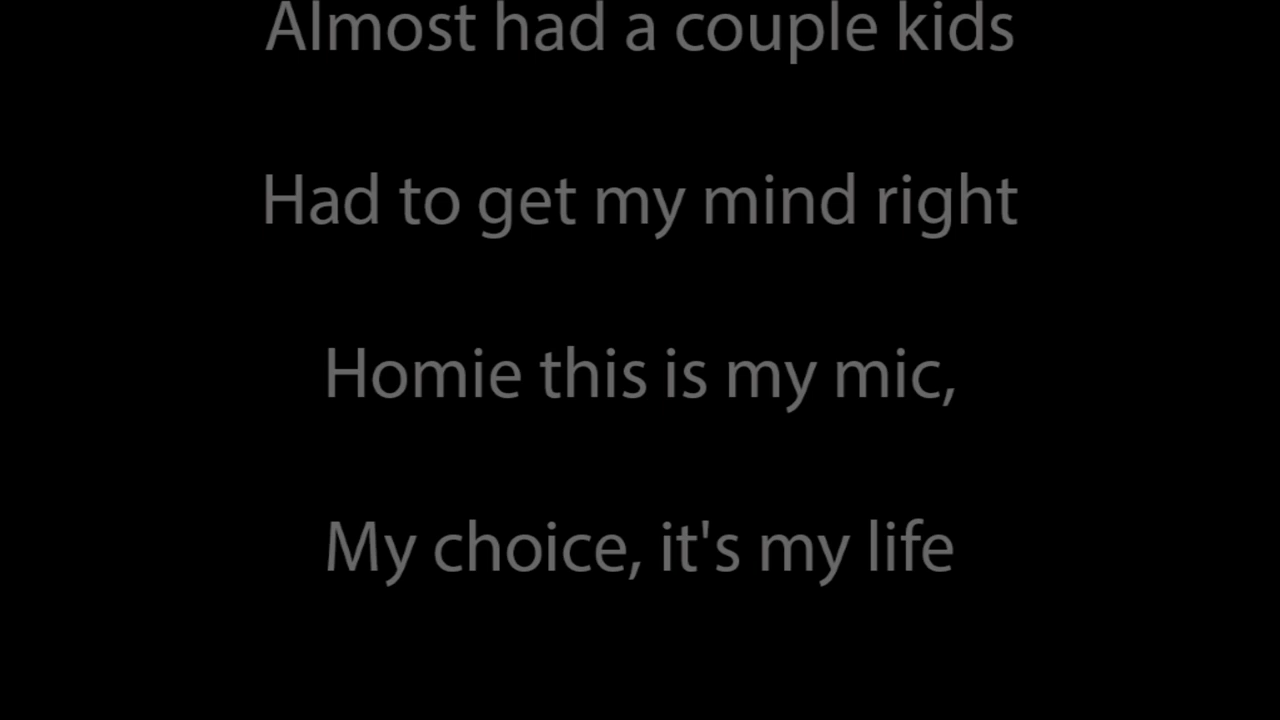 Almost had a couple kids
Had to get my mind right
Homie this is my mic,
My choice, it's my life